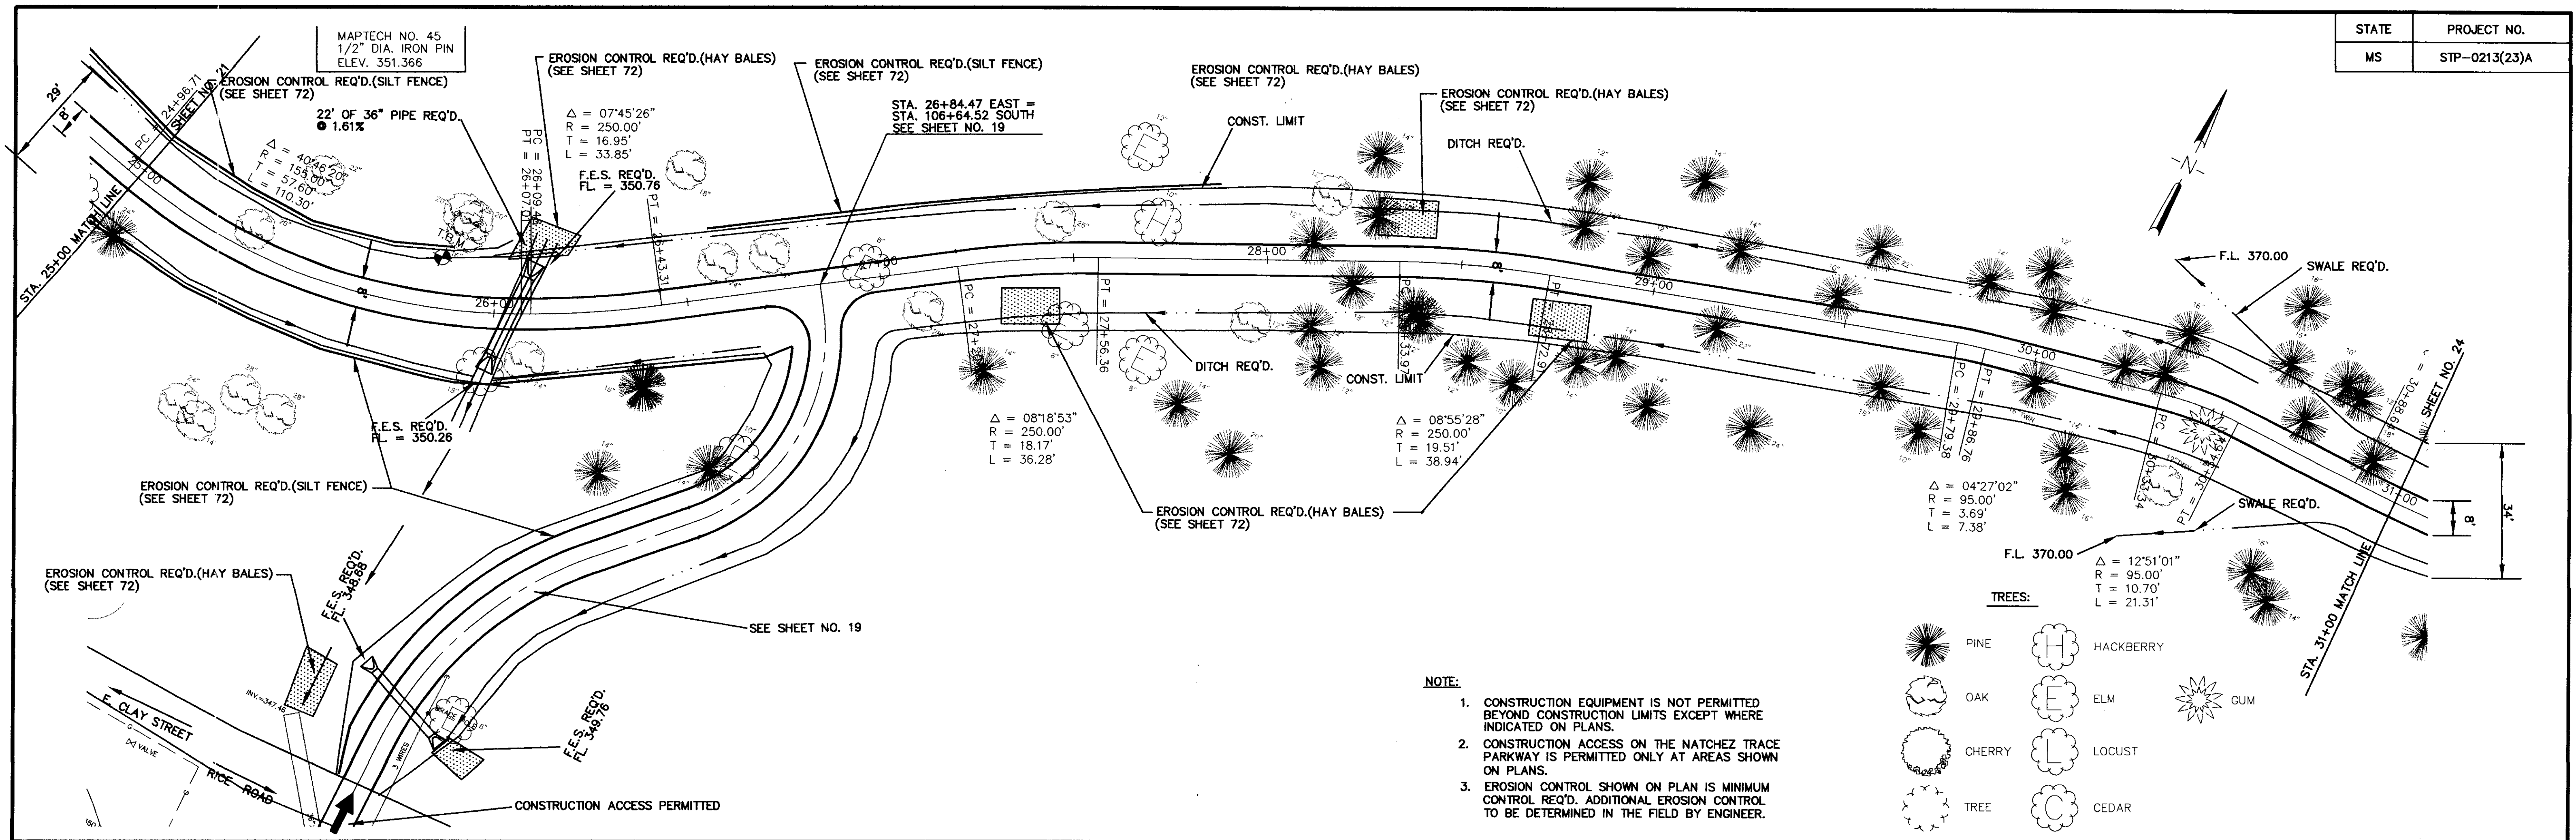 STATE
PROJECT NO.
MS
STP-0213(23)A
MAPTECH NO. 45
1/2" DIA. IRON PIN
ELEV. 351.366
EROSION CONTROL REQ'D.(SILT FENCE)
(SEE SHEET 72)
22' OF 36" PIPE REQ'D.
@ 1.61%
EROSION CONTROL REQ'D.(HAY BALES)
(SEE SHEET 72)
Δ = 07°45'26"
R = 250.00'
T = 16.95'
L = 33.85'
F.E.S. REQ'D.
FL. = 350.76
EROSION CONTROL REQ'D.(SILT FENCE)
(SEE SHEET 72)
STA. 26+84.47 EAST =
STA. 106+64.52 SOUTH
SEE SHEET NO. 19
EROSION CONTROL REQ'D.(HAY BALES)
(SEE SHEET 72)
CONST. LIMIT
EROSION CONTROL REQ'D.(HAY BALES)
(SEE SHEET 72)
DITCH REQ'D.
N
F.L. 370.00
SWALE REQ'D.
29'
8'
PC = 24+96.71
SHEET NO. 21
STA. 25+00 MATCH LINE
25+00
Δ = 40°46'20"
R = 155.00'
T = 57.60'
L = 110.30'
T.B.M.
8'
26+00
PT = 26+43.31
27+00
28+00
8'
29+00
30+00
31+00
PT = 27+56.36
PC = 29+79.38
PT = 29+86.76
SHEET NO. 24
STA. 31+00 MATCH LINE
8'
34'
DITCH REQ'D.
CONST. LIMIT
Δ = 08°18'53"
R = 250.00'
T = 18.17'
L = 36.28'
Δ = 08°55'28"
R = 250.00'
T = 19.51'
L = 38.94'
Δ = 04°27'02"
R = 95.00'
T = 3.69'
L = 7.38'
SWALE REQ'D.
F.L. 370.00
Δ = 12°51'01"
R = 95.00'
T = 10.70'
L = 21.31'
F.E.S. REQ'D.
FL. = 350.26
EROSION CONTROL REQ'D.(SILT FENCE)
(SEE SHEET 72)
EROSION CONTROL REQ'D.(HAY BALES)
(SEE SHEET 72)
EROSION CONTROL REQ'D.(HAY BALES)
(SEE SHEET 72)
F.E.S. REQ'D.
FL. 348.68
SEE SHEET NO. 19
INV.=347.46
F.E.S. REQ'D.
FL. 349.76
E. CLAY STREET
VALVE
RICE ROAD
3 WIRES
CONSTRUCTION ACCESS PERMITTED
NOTE:
1. CONSTRUCTION EQUIPMENT IS NOT PERMITTED
BEYOND CONSTRUCTION LIMITS EXCEPT WHERE
INDICATED ON PLANS.
2. CONSTRUCTION ACCESS ON THE NATCHEZ TRACE
PARKWAY IS PERMITTED ONLY AT AREAS SHOWN
ON PLANS.
3. EROSION CONTROL SHOWN ON PLAN IS MINIMUM
CONTROL REQ'D. ADDITIONAL EROSION CONTROL
TO BE DETERMINED IN THE FIELD BY ENGINEER.
TREES:
PINE
H
HACKBERRY
OAK
E
ELM
GUM
CHERRY
L
LOCUST
TREE
C
CEDAR